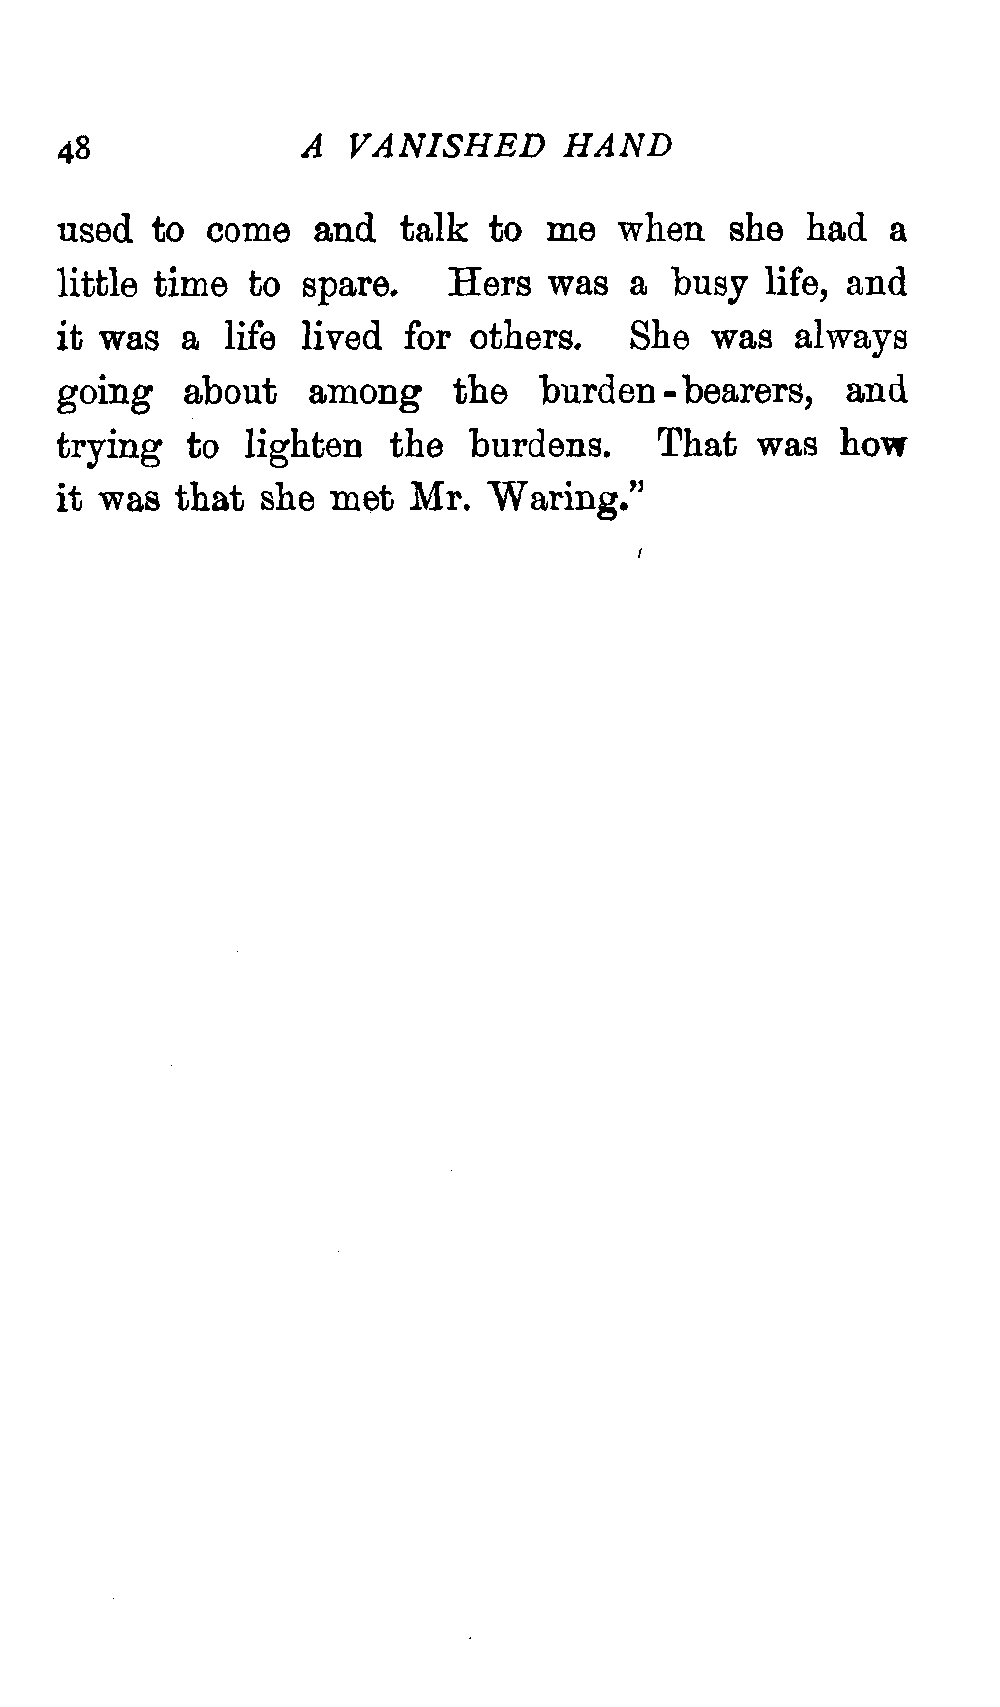 48 A VANISHED HAND
used to come and talk to me when she had a
little time to spare. Hers was a busy life, and
it was a life lived for others. She was always
going about among the burden-bearers, and
trying to lighten the burdens. That was how
it was that she met Mr. Waring.”